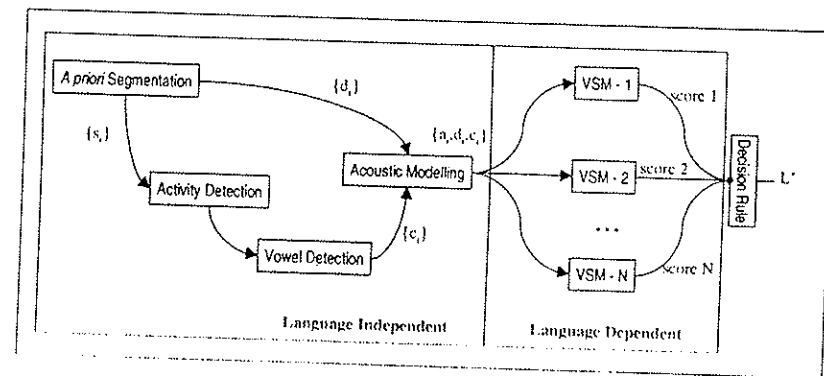 A priori Segmentation
{d_i}
{s_i}
Activity Detection
Vowel Detection
{c_i}
Acoustic Modelling
{a_i,d_i,c_i}
VSM - 1
score 1
VSM - 2
score 2
...
VSM - N
score N
Decision Rule
L*
Language Independent
Language Dependent